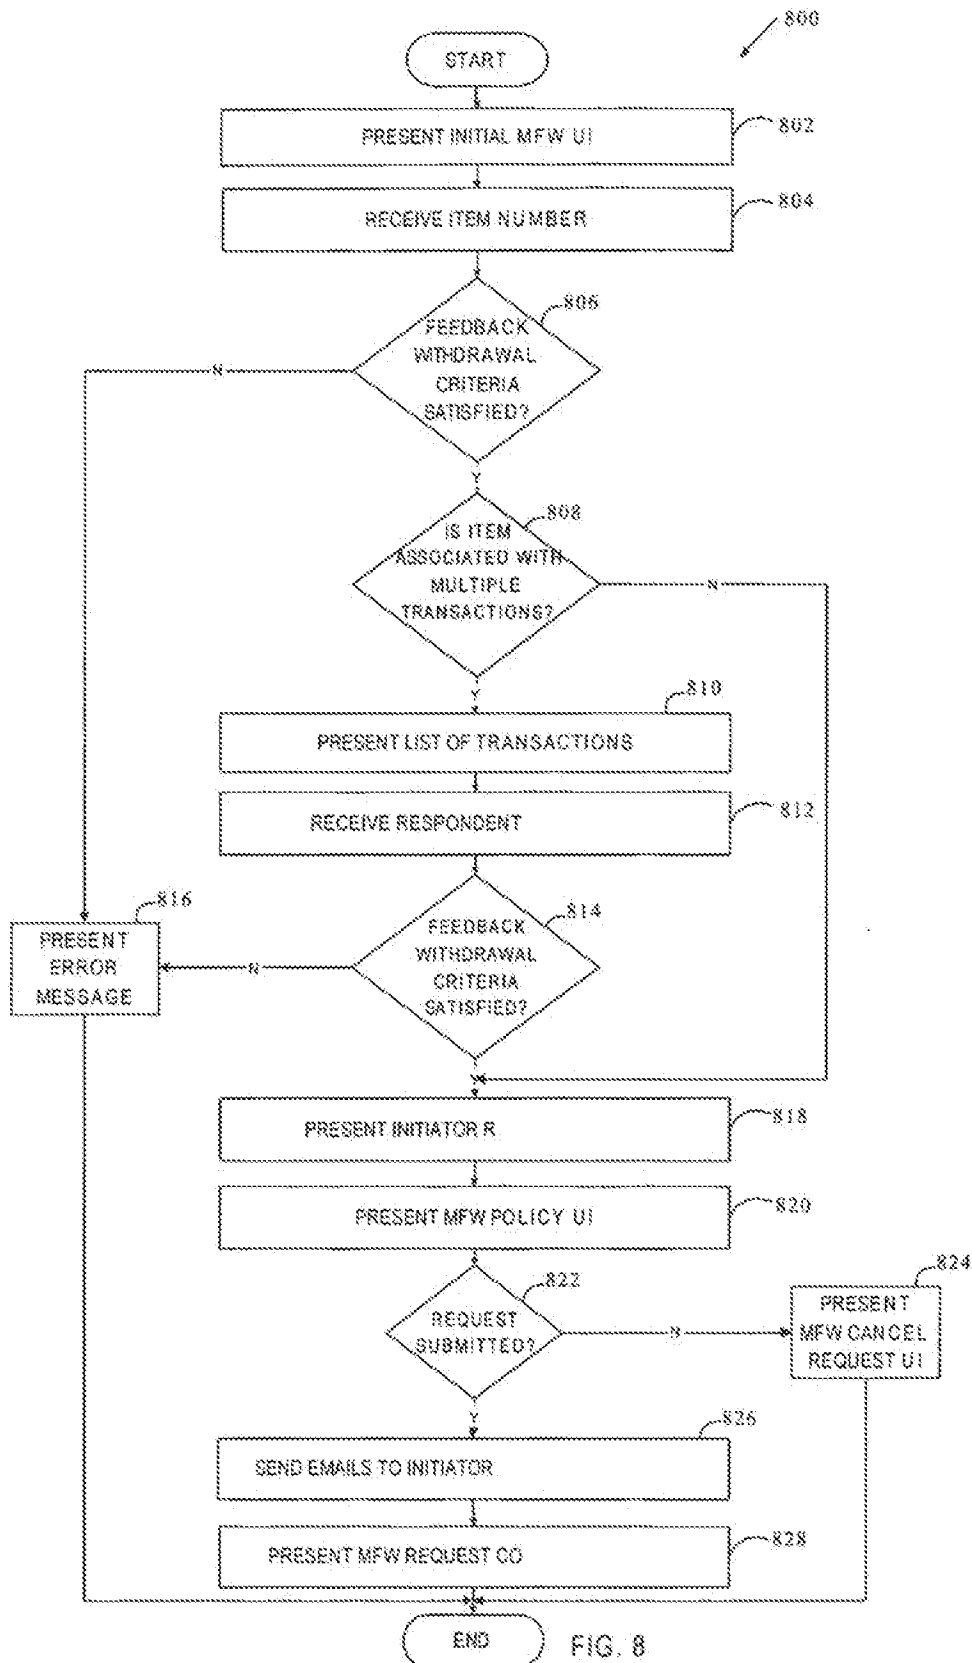 800
START
PRESENT INITIAL MFW UI
802
RECEIVE ITEM NUMBER
804
806
FEEDBACK
WITHDRAWAL
CRITERIA
SATISFIED?
N
Y
808
IS ITEM
ASSOCIATED WITH
MULTIPLE
TRANSACTIONS?
N
Y
810
PRESENT LIST OF TRANSACTIONS
RECEIVE RESPONDENT
812
816
PRESENT
ERROR
MESSAGE
814
FEEDBACK
WITHDRAWAL
CRITERIA
SATISFIED?
N
Y
PRESENT INITIATOR R
818
PRESENT MFW POLICY UI
820
822
REQUEST
SUBMITTED?
N
824
PRESENT
MFW CANCEL
REQUEST UI
Y
826
SEND EMAILS TO INITIATOR
PRESENT MFW REQUEST CO
828
END
FIG. 8